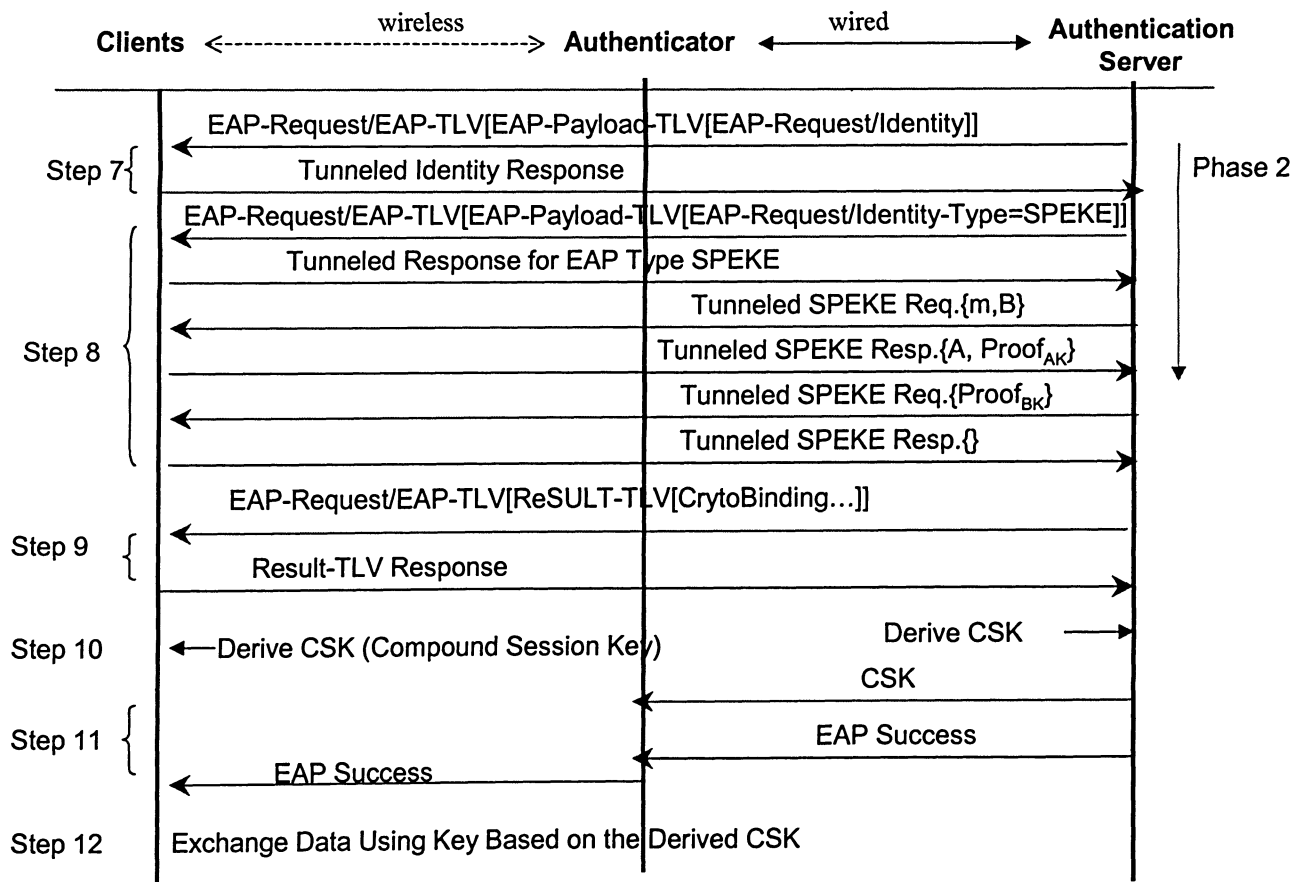 wireless
wired
Clients
Authenticator
Authentication
Server
EAP-Request/EAP-TLV[EAP-Payload-TLV[EAP-Request/Identity]]
Step 7
Tunneled Identity Response
Phase 2
EAP-Request/EAP-TLV[EAP-Payload-TLV[EAP-Request/Identity-Type=SPEKE]]
Tunneled Response for EAP Type SPEKE
Tunneled SPEKE Req.{m,B}
Step 8
Tunneled SPEKE Resp.{A, Proof_AK}
Tunneled SPEKE Req.{Proof_BK}
Tunneled SPEKE Resp.{}
EAP-Request/EAP-TLV[ReSULT-TLV[CrytoBinding...]]
Step 9
Result-TLV Response
Step 10
Derive CSK (Compound Session Key)
Derive CSK
CSK
Step 11
EAP Success
EAP Success
Step 12
Exchange Data Using Key Based on the Derived CSK